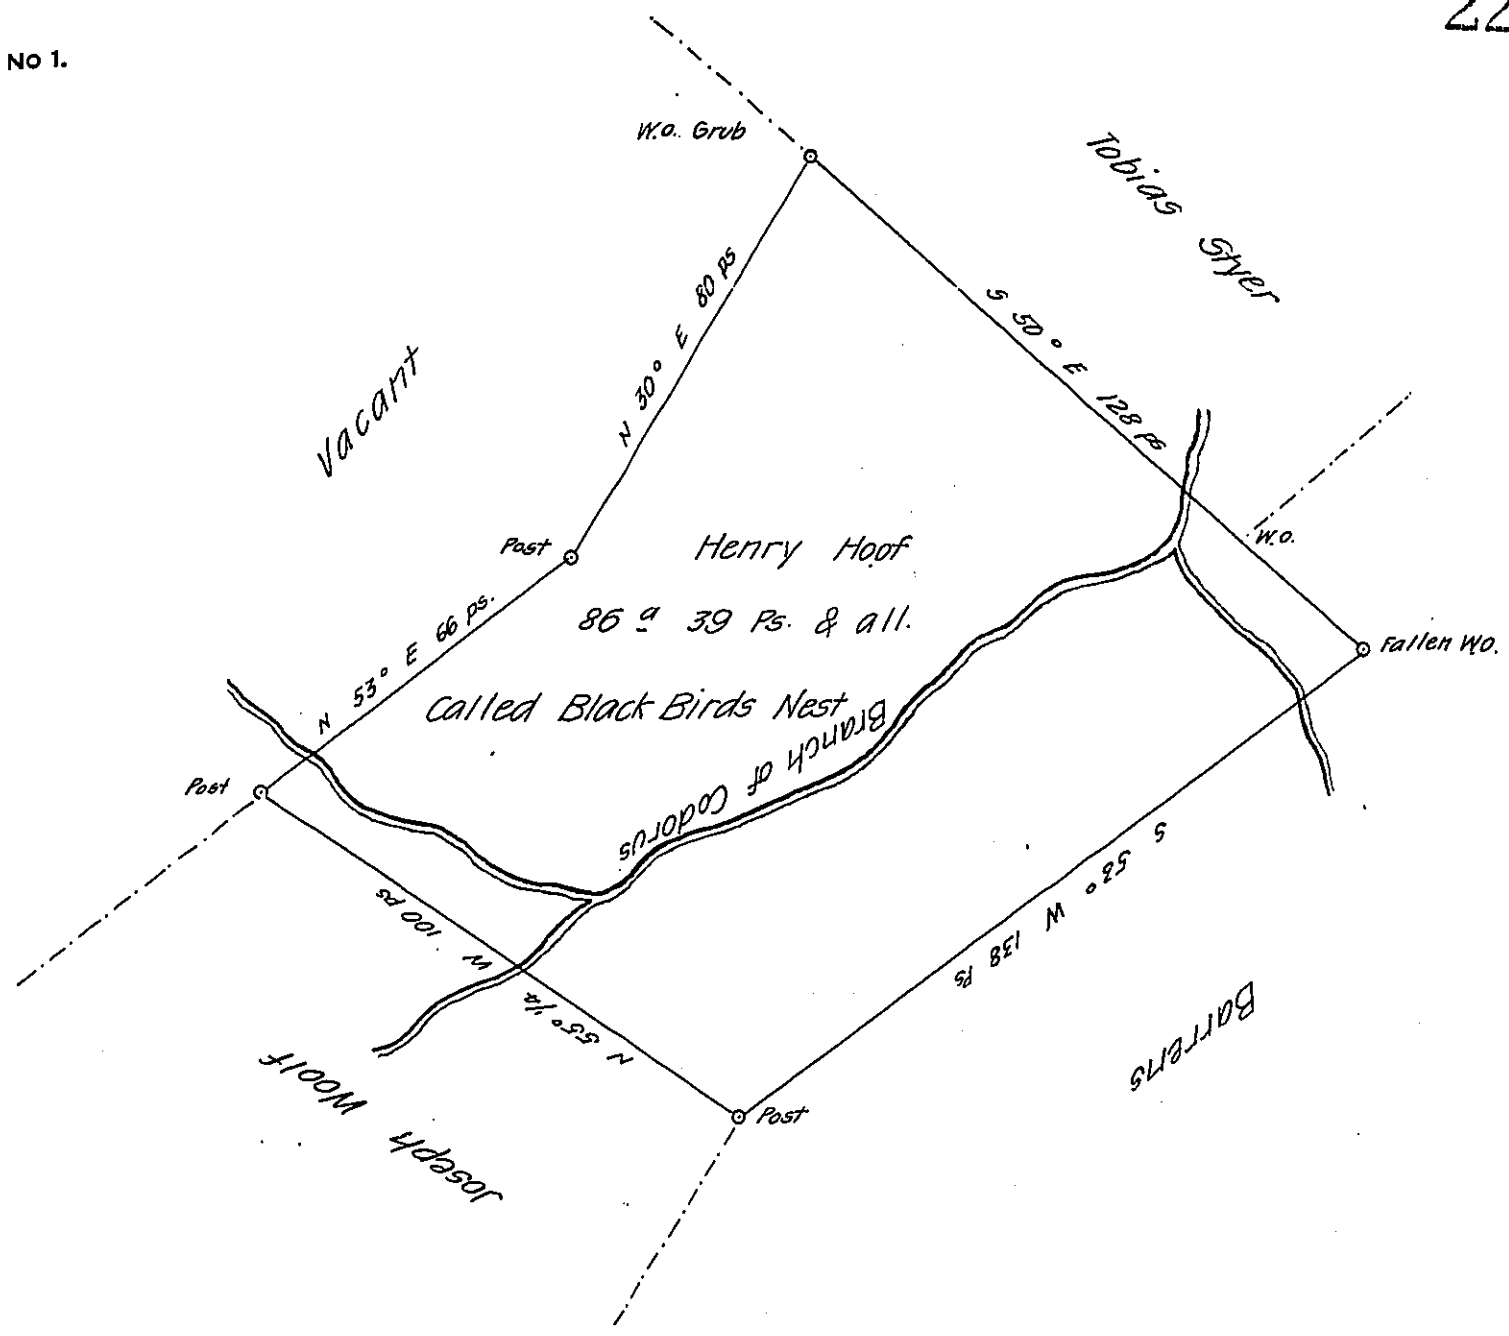 No 1.
22
W.O. Grub
Tobias Styer
S 50° E 128 ps
N 30° E 80 ps
Vacant
W.O.
Post
Henry Hoof
86 a 39 Ps. & all.
Called Black Birds Nest
N 53° E 66 ps.
Fallen W.O.
Branch of Codorus
Post
S 53° W 138 Ps
N 55° 1/4 W 100 ps
Barrens
Joseph Woolf
Post